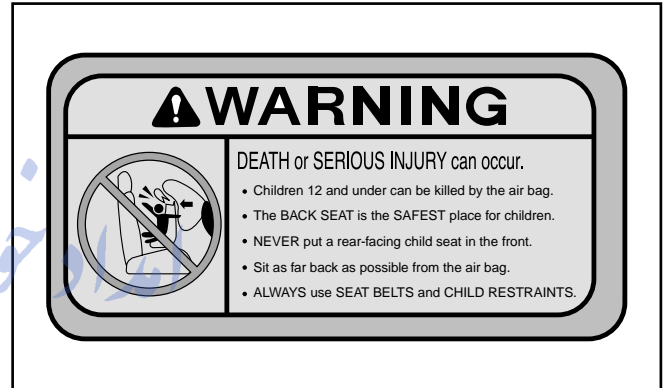 WARNING
DEATH or SERIOUS INJURY can occur.
• Children 12 and under can be killed by the air bag.
• The BACK SEAT is the SAFEST place for children.
• NEVER put a rear-facing child seat in the front.
• Sit as far back as possible from the air bag.
• ALWAYS use SEAT BELTS and CHILD RESTRAINTS.
امداد خو